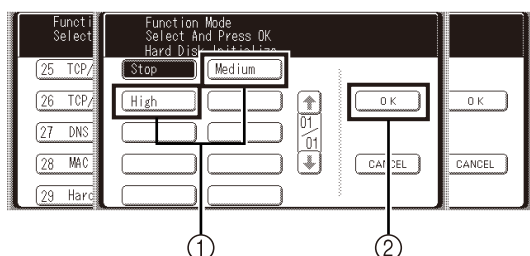 Functi
Select
Function Mode
Select And Press OK
Hard Disk Initialize
25 TCP/
26 TCP/
27 DNS
28 MAC
29 Hard
Stop
Medium
High
01/01
OK
CANCEL
OK
CANCEL
1
2